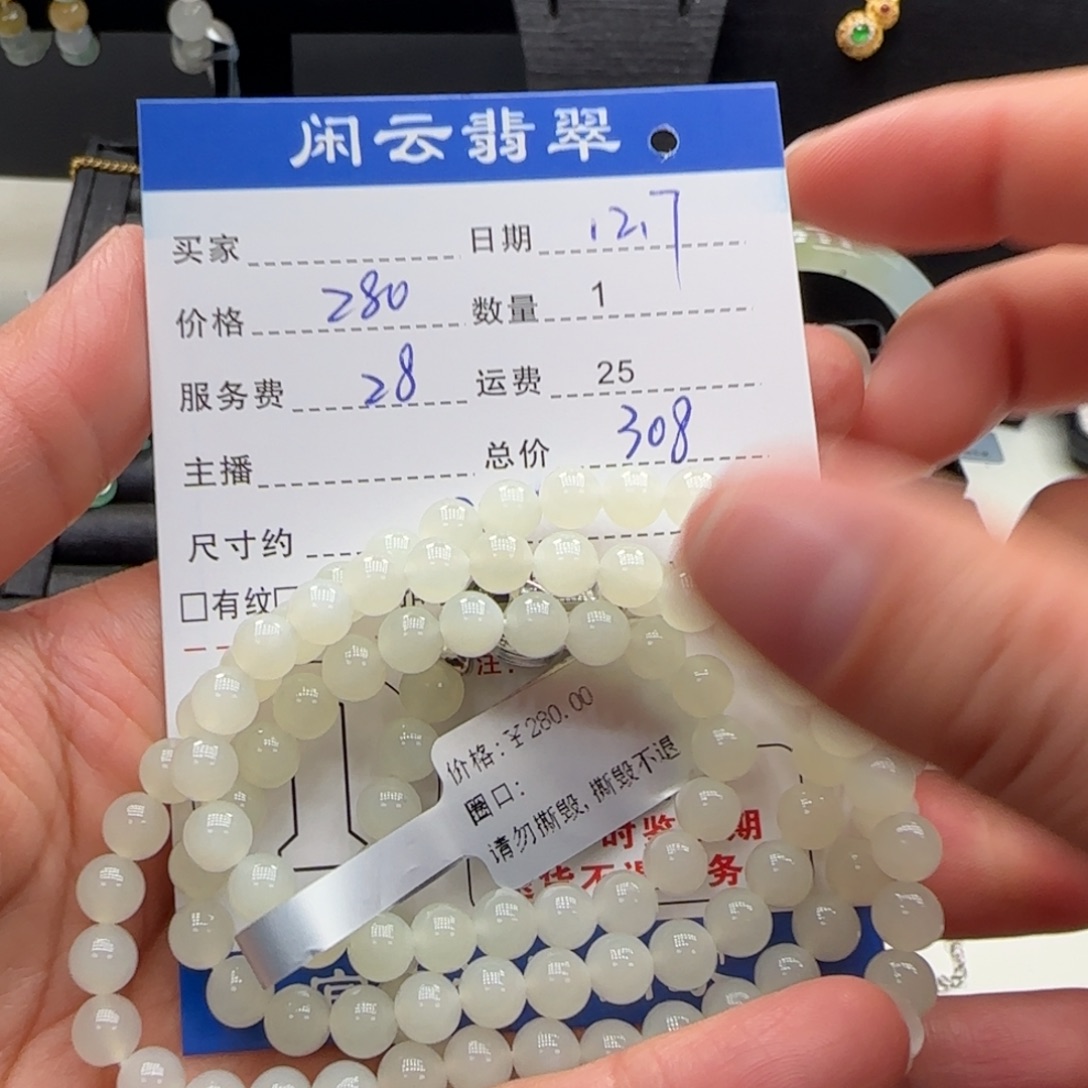 闲云翡翠
买家 日期 12.7
价格 280 数量 1
服务费 28 运费 25
主播 总价 308
尺寸约
□有纹□
注:
价格:¥280.00
圈口:
请勿撕毁,撕毁不退